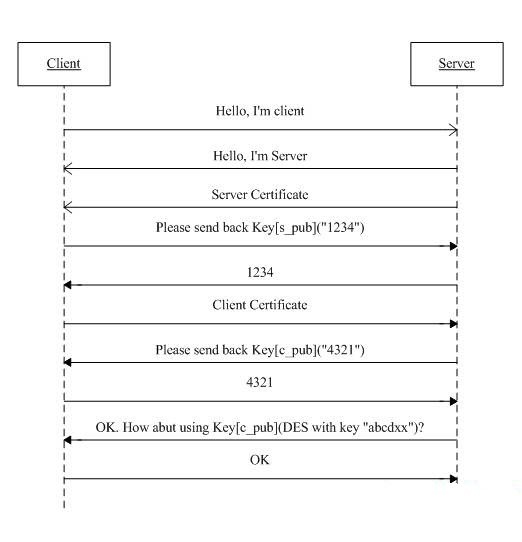 Client
Server
Hello, I'm client
Hello, I'm Server
Server Certificate
Please send back Key[s_pub]("1234")
1234
Client Certificate
Please send back Key[c_pub]("4321")
4321
OK. How abut using Key[c_pub](DES with key "abcdxx")?
OK